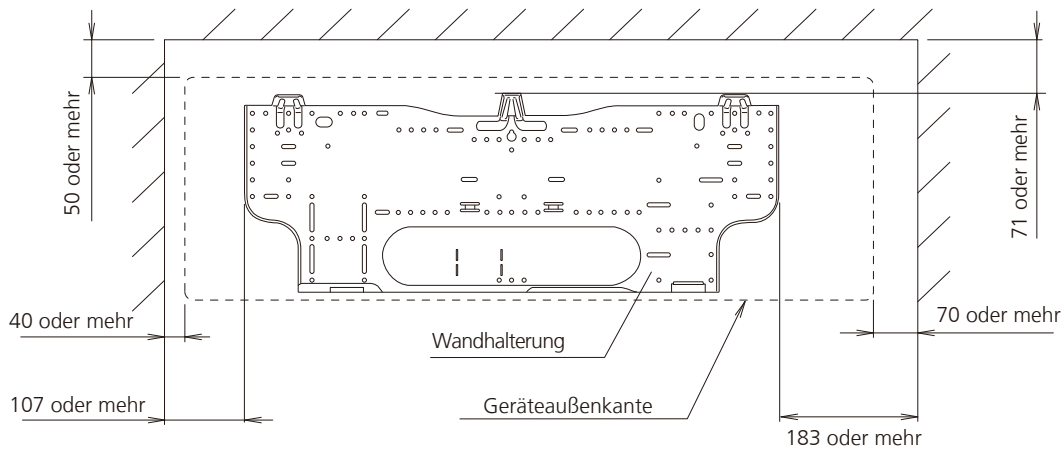 50 oder mehr
71 oder mehr
40 oder mehr
70 oder mehr
Wandhalterung
107 oder mehr
Geräteaußenkante
183 oder mehr